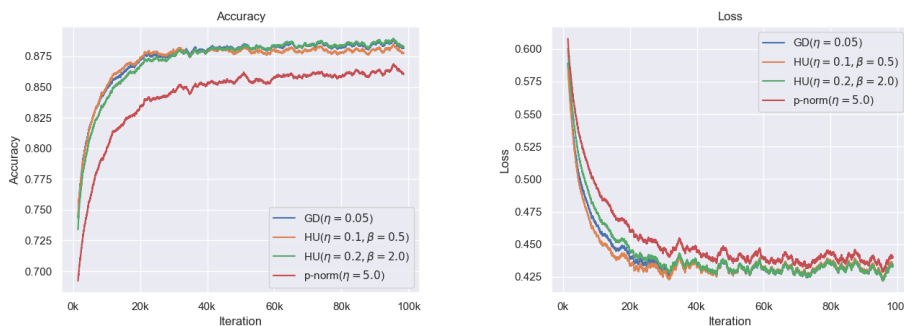 Accuracy
0.875
0.850
0.825
0.800
0.775
0.750
0.725
0.700
Accuracy
GD(η = 0.05)
HU(η = 0.1, β = 0.5)
HU(η = 0.2, β = 2.0)
p-norm(η = 5.0)
0k
20k
40k
60k
80k
100k
Iteration
Loss
0.600
0.575
0.550
0.525
0.500
0.475
0.450
0.425
Loss
GD(η = 0.05)
HU(η = 0.1, β = 0.5)
HU(η = 0.2, β = 2.0)
p-norm(η = 5.0)
0k
20k
40k
60k
80k
100
Iteration